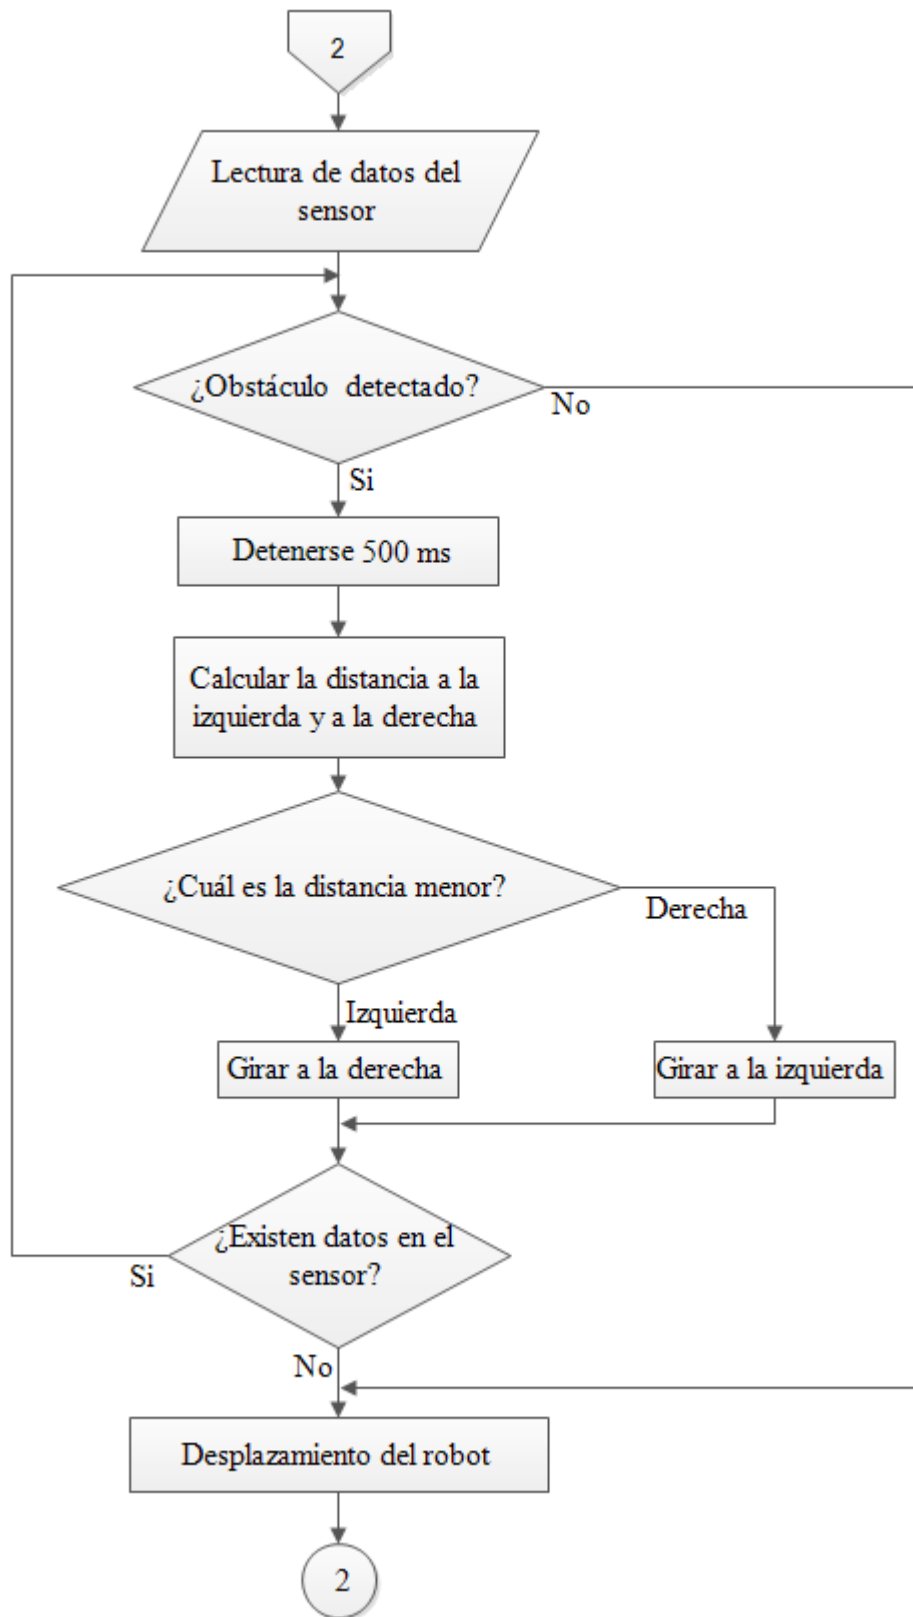 2
Lectura de datos del
sensor
¿Obstáculo detectado?
No
Si
Detenerse 500 ms
Calcular la distancia a la
izquierda y a la derecha
¿Cuál es la distancia menor?
Derecha
Izquierda
Girar a la derecha
Girar a la izquierda
¿Existen datos en el
sensor?
Si
No
Desplazamiento del robot
2